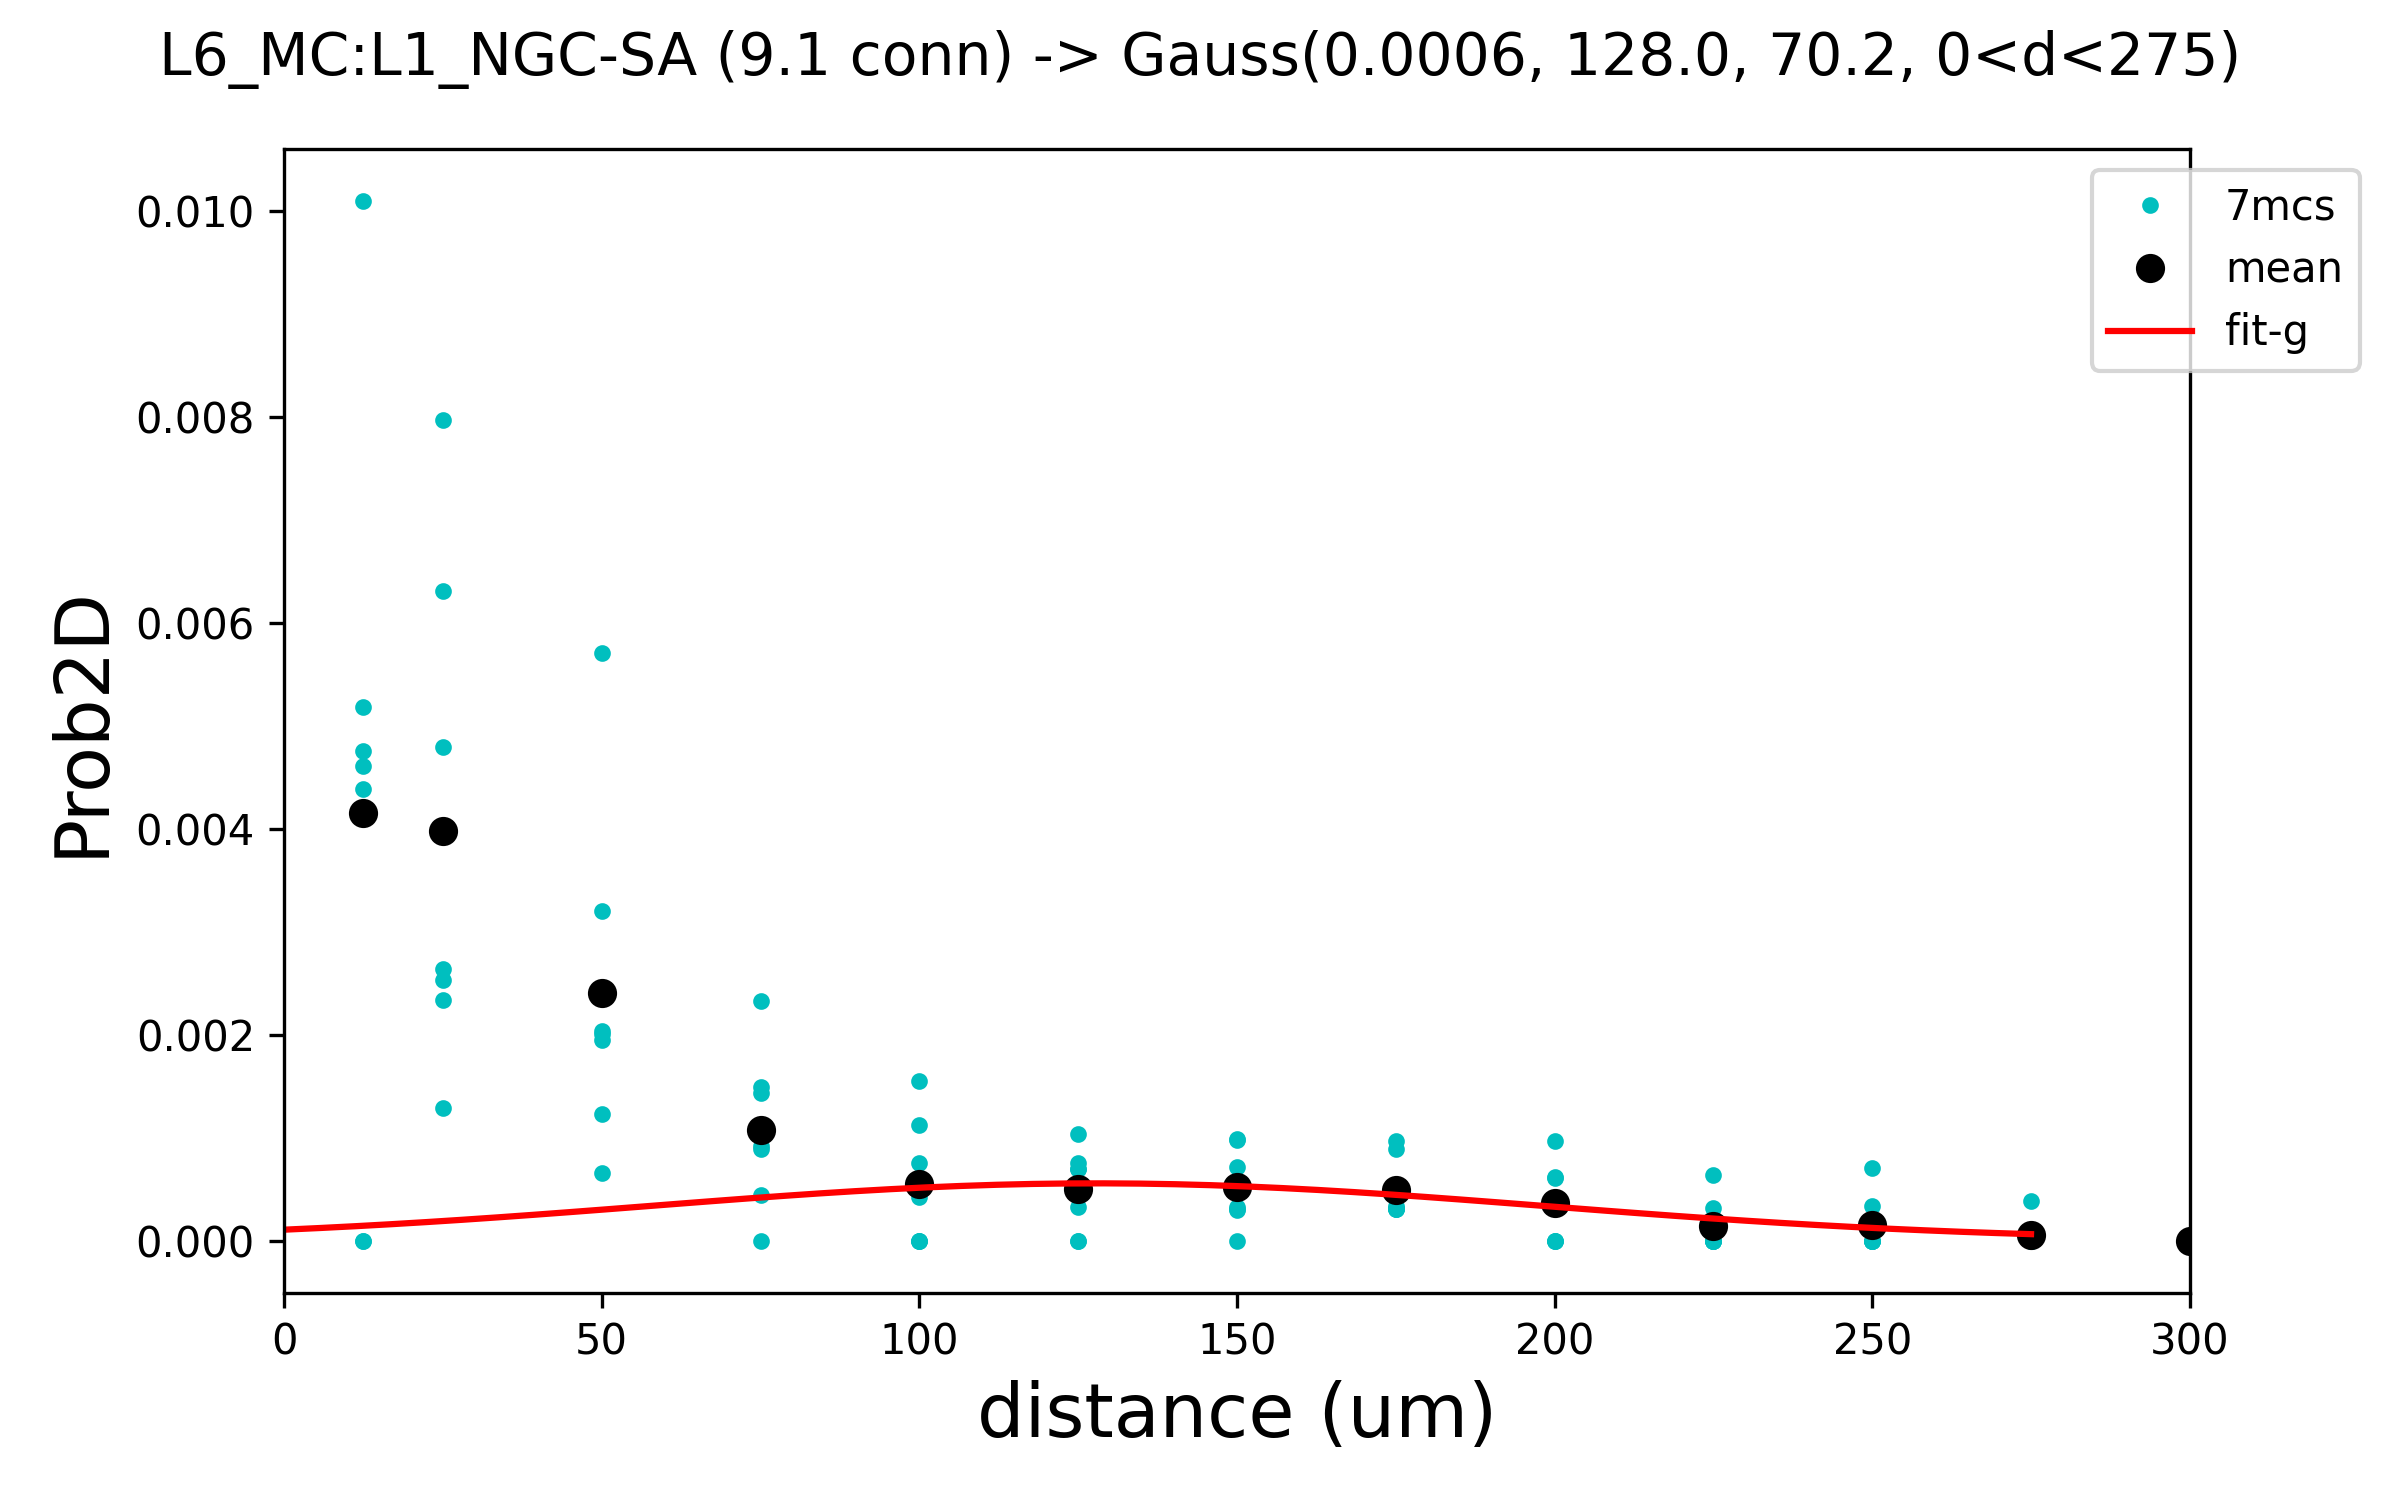 L6_MC:L1_NGC-SA (9.1 conn) -> Gauss(0.0006, 128.0, 70.2, 0<d<275)
7mcs
mean
fit-g
Prob2D
0.010
0.008
0.006
0.004
0.002
0.000
0 50 100 150 200 250 300
distance (um)